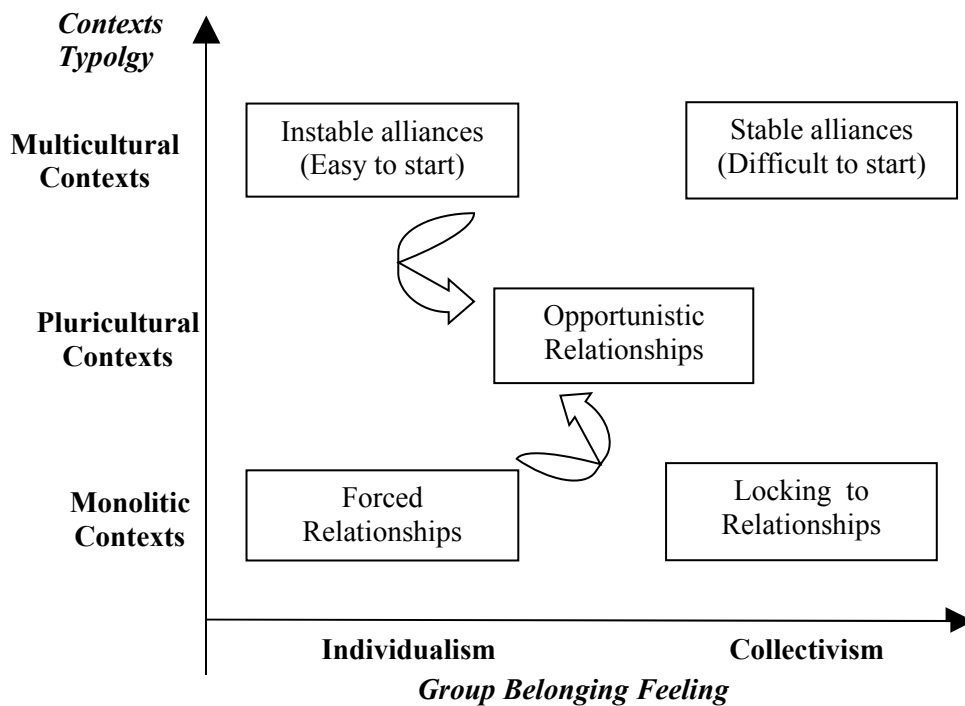 Contexts
Typolgy
Multicultural
Contexts
Instable alliances
(Easy to start)
Stable alliances
(Difficult to start)
Pluricultural
Contexts
Opportunistic
Relationships
Monolitic
Contexts
Forced
Relationships
Locking to
Relationships
Individualism
Collectivism
Group Belonging Feeling